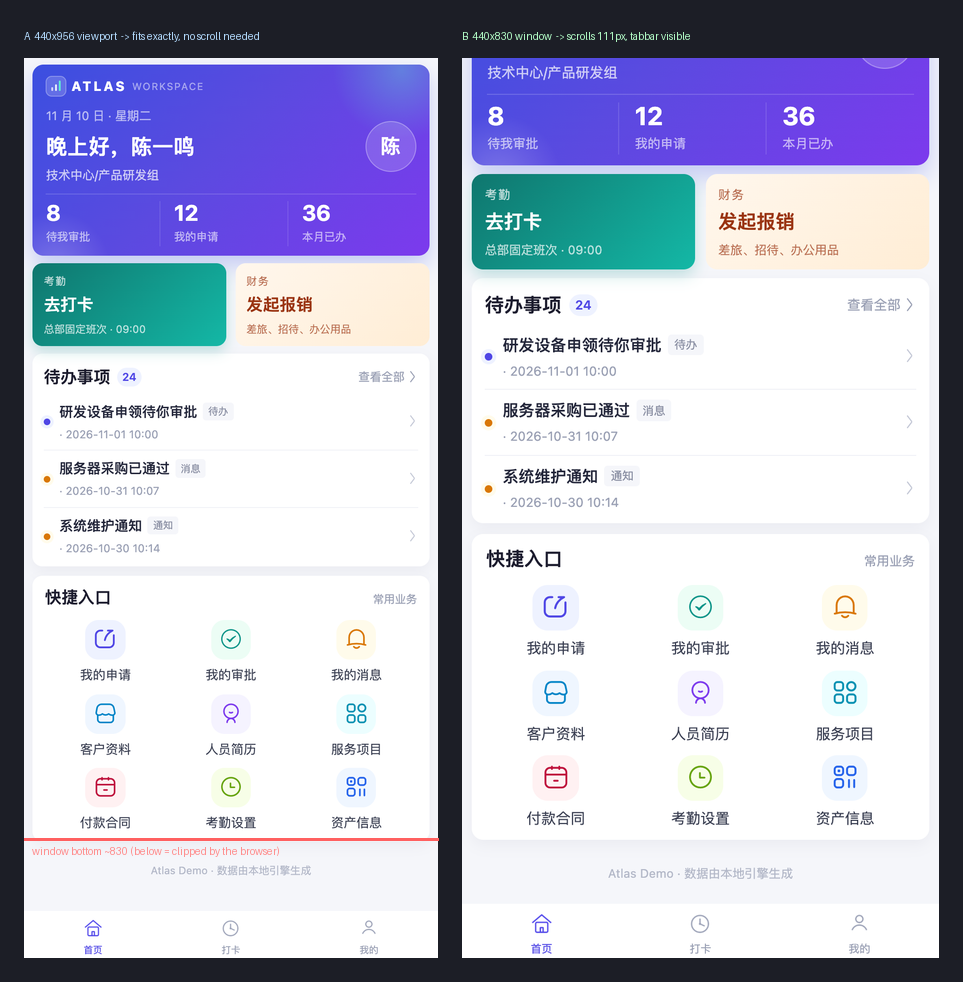 A 440x956 viewport -> fits exactly, no scroll needed
ATLAS WORKSPACE
11 月 10 日 · 星期二
晚上好，陈一鸣
陈
技术中心/产品研发组
8 12 36
待我审批 我的申请 本月已办
考勤 财务
去打卡 发起报销
总部固定班次 · 09:00 差旅、招待、办公用品
待办事项 24 查看全部
研发设备申领待你审批 待办
· 2026-11-01 10:00
服务器采购已通过 消息
· 2026-10-31 10:07
系统维护通知 通知
· 2026-10-30 10:14
快捷入口 常用业务
我的申请 我的审批 我的消息
客户资料 人员简历 服务项目
付款合同 考勤设置 资产信息
window bottom ~830 (below = clipped by the browser)
Atlas Demo · 数据由本地引擎生成
首页 打卡 我的
B 440x830 window -> scrolls 111px, tabbar visible
技术中心/产品研发组
8 12 36
待我审批 我的申请 本月已办
考勤 财务
去打卡 发起报销
总部固定班次 · 09:00 差旅、招待、办公用品
待办事项 24 查看全部
研发设备申领待你审批 待办
· 2026-11-01 10:00
服务器采购已通过 消息
· 2026-10-31 10:07
系统维护通知 通知
· 2026-10-30 10:14
快捷入口 常用业务
我的申请 我的审批 我的消息
客户资料 人员简历 服务项目
付款合同 考勤设置 资产信息
Atlas Demo · 数据由本地引擎生成
首页 打卡 我的